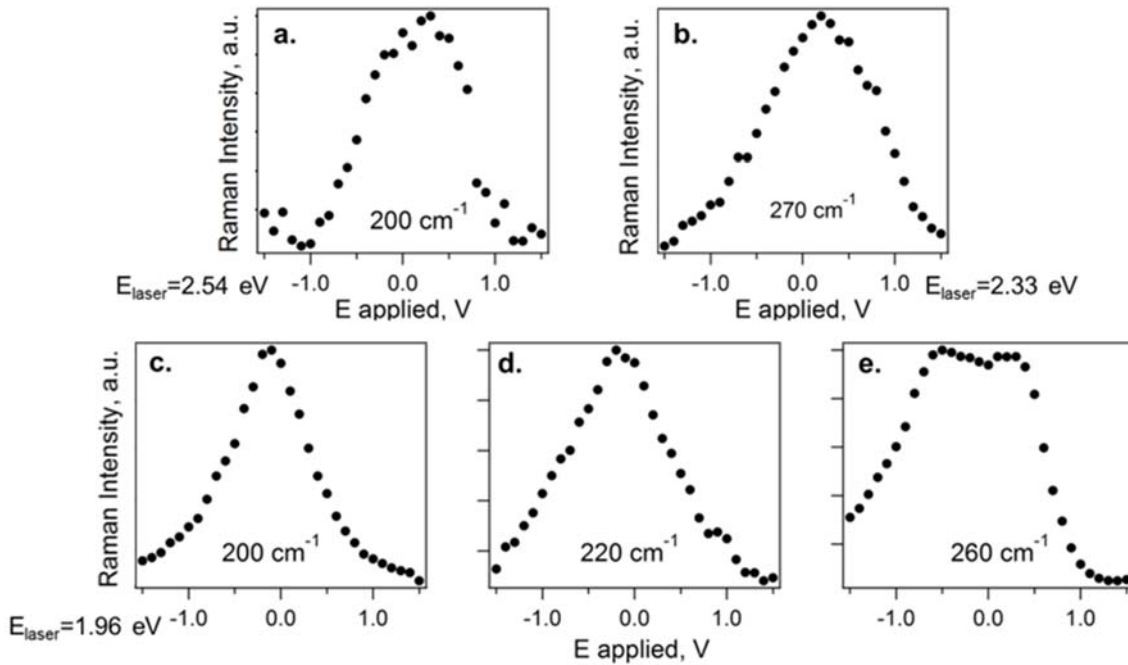 a.
Raman Intensity, a.u.
200 cm⁻¹
-1.0 0.0 1.0
E applied, V
E_laser=2.54 eV
b.
Raman Intensity, a.u.
270 cm⁻¹
-1.0 0.0 1.0
E applied, V
E_laser=2.33 eV
c.
Raman Intensity, a.u.
200 cm⁻¹
-1.0 0.0 1.0
E_laser=1.96 eV
d.
220 cm⁻¹
-1.0 0.0 1.0
E applied, V
e.
260 cm⁻¹
-1.0 0.0 1.0